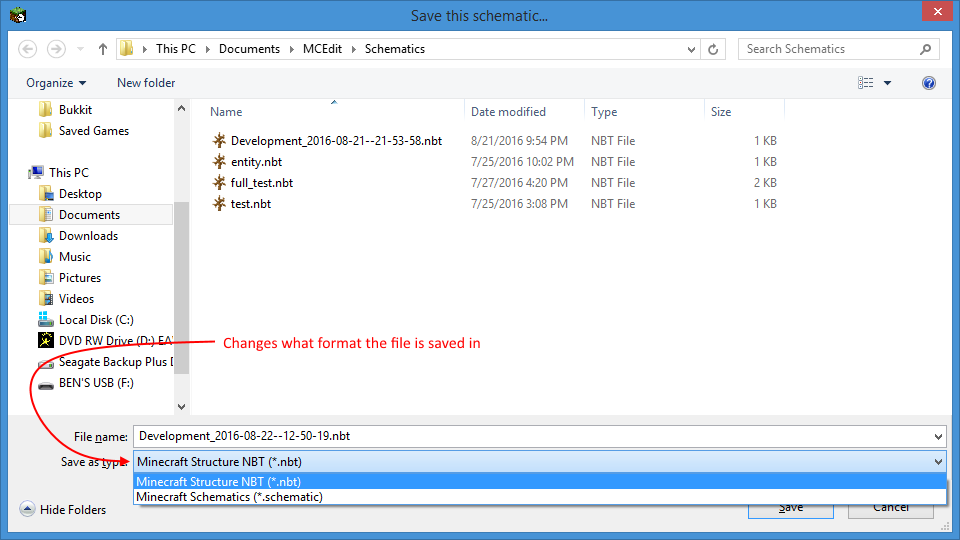 Save this schematic...
This PC Documents MCEdit Schematics
Search Schematics
Organize New folder
Name Date modified Type Size
Bukkit
Saved Games
This PC
Desktop
Documents
Downloads
Music
Pictures
Videos
Local Disk (C:)
DVD RW Drive (D:) EA
Seagate Backup Plus D
BEN'S USB (F:)
Development_2016-08-21--21-53-58.nbt 8/21/2016 9:54 PM NBT File 1 KB
entity.nbt 7/25/2016 10:02 PM NBT File 1 KB
full_test.nbt 7/27/2016 4:20 PM NBT File 2 KB
test.nbt 7/25/2016 3:08 PM NBT File 1 KB
Changes what format the file is saved in
File name: Development_2016-08-22--12-50-19.nbt
Save as type: Minecraft Structure NBT (*.nbt)
Minecraft Structure NBT (*.nbt)
Minecraft Schematics (*.schematic)
Hide Folders Save Cancel